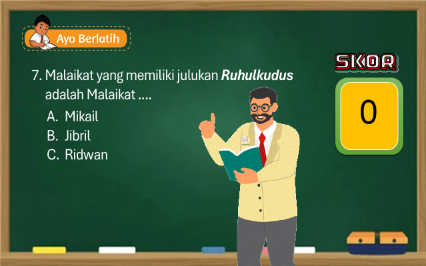 Ayo Berlatih
SKOR
7. Malaikat yang memiliki julukan Ruhulkudus
adalah Malaikat ....
0
A. Mikail
B. Jibril
C. Ridwan